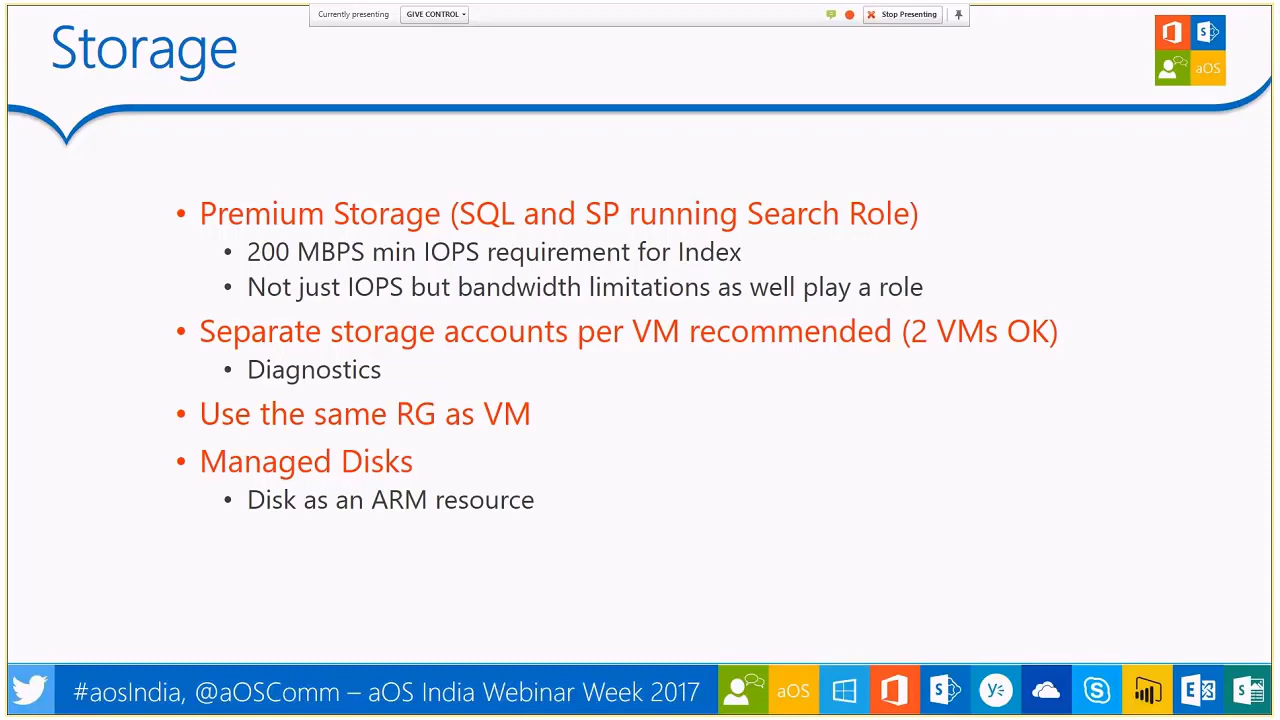 Currently presenting GIVE CONTROL Stop Presenting
Storage
aOS
• Premium Storage (SQL and SP running Search Role)
• 200 MBPS min IOPS requirement for Index
• Not just IOPS but bandwidth limitations as well play a role
• Separate storage accounts per VM recommended (2 VMs OK)
• Diagnostics
• Use the same RG as VM
• Managed Disks
• Disk as an ARM resource
#aosIndia, @aOSComm – aOS India Webinar Week 2017 aOS